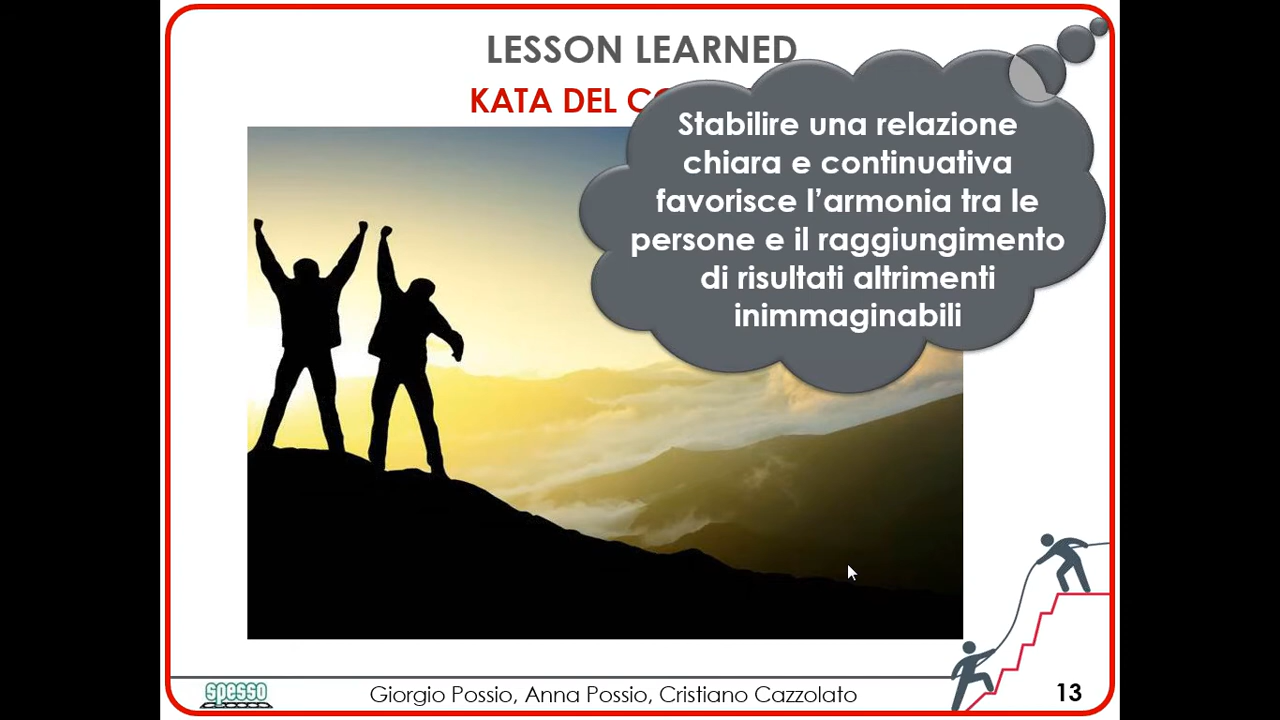 LESSON LEARNED
KATA DEL
Stabilire una relazione
chiara e continuativa
favorisce l’armonia tra le
persone e il raggiungimento
di risultati altrimenti
inimmaginabili
spesso
Giorgio Possio, Anna Possio, Cristiano Cazzolato
13